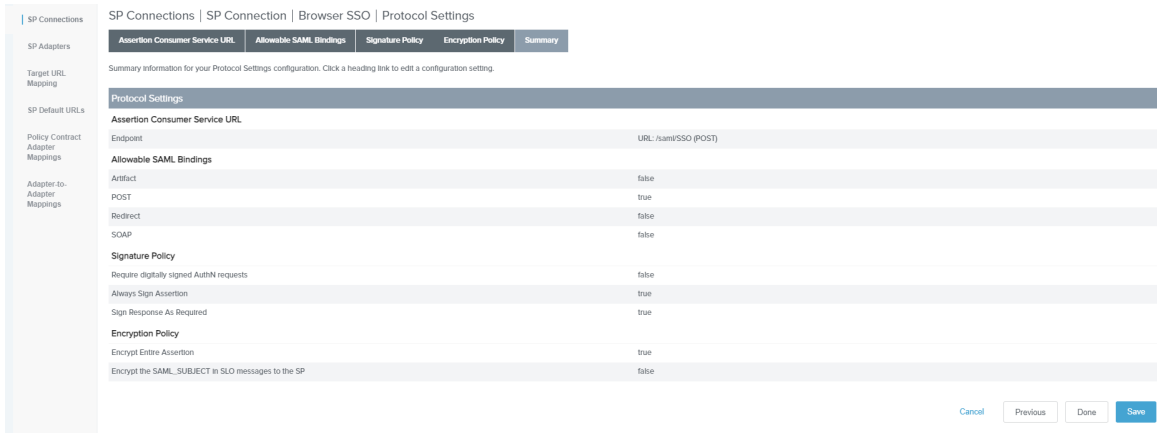 SP Connections
SP Adapters
Target URL
Mapping
SP Default URLs
Policy Contract
Adapter
Mappings
Adapter-to-
Adapter
Mappings
SP Connections | SP Connection | Browser SSO | Protocol Settings
Assertion Consumer Service URL Allowable SAML Bindings Signature Policy Encryption Policy Summary
Summary information for your Protocol Settings configuration. Click a heading link to edit a configuration setting.
Protocol Settings
Assertion Consumer Service URL
Endpoint URL: /saml/SSO (POST)
Allowable SAML Bindings
Artifact false
POST true
Redirect false
SOAP false
Signature Policy
Require digitally signed AuthN requests false
Always Sign Assertion true
Sign Response As Required true
Encryption Policy
Encrypt Entire Assertion true
Encrypt the SAML_SUBJECT in SLO messages to the SP false
Cancel Previous Done Save